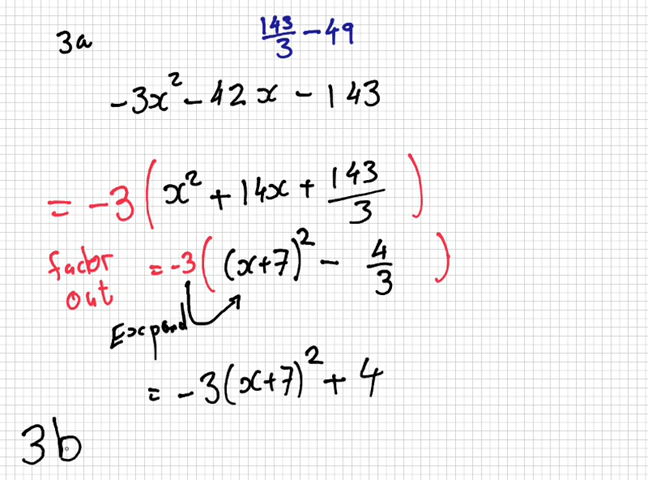 3a
143/3 - 49
-3x² - 42x - 143
= -3(x² + 14x + 143/3)
factor out
= -3((x+7)² - 4/3)
Expand
= -3(x+7)² + 4
3b